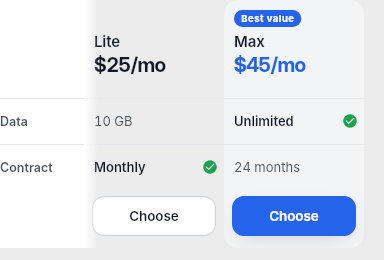 Best value
Lite Max
$25/mo $45/mo
Data 10 GB Unlimited
Contract Monthly 24 months
Choose Choose